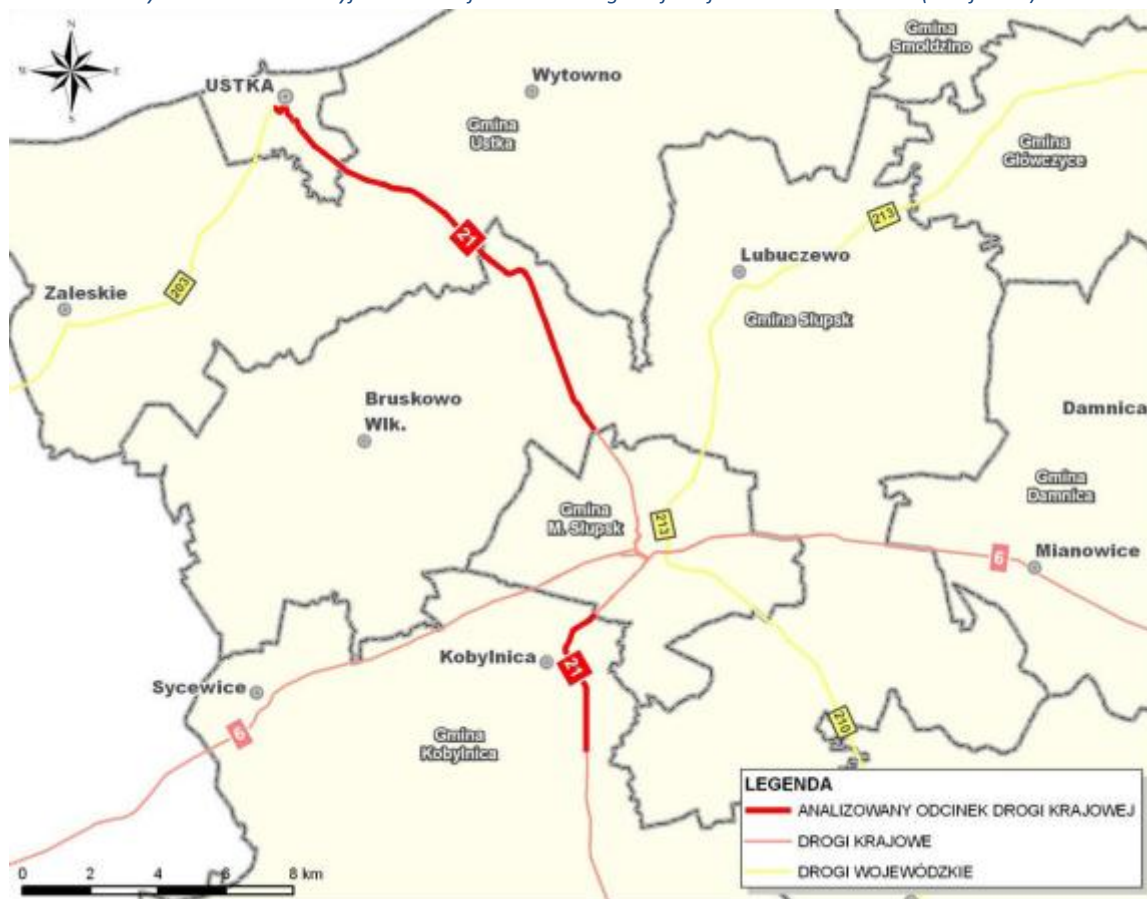 N
USTKA
Wytowno
Gmina
Smołdzino
Gmina
Ustka
Gmina
Główczyce
213
21
Lubuczewo
203
Zaleskie
Gmina Słupsk
Bruskowo
Wlk.
Damnica
Gmina
Damnica
Gmina
M. Słupsk
213
6
Mianowice
Kobylnica
21
Sycewice
6
Gmina
Kobylnica
210
LEGENDA
ANALIZOWANY ODCINEK DROGI KRAJOWEJ
DROGI KRAJOWE
DROGI WOJEWÓDZKIE
0 2 4 6 8 km